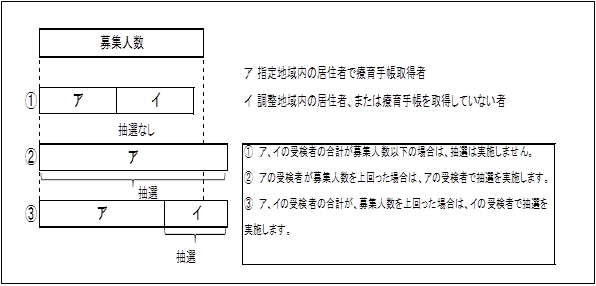 募集人数
ア 指定地域内の居住者で療育手帳取得者
① ア イ
イ 調整地域内の居住者、または療育手帳を取得していない者
抽選なし
② ア
抽選
③ ア イ
抽選
① ア、イの受検者の合計が募集人数以下の場合は、抽選は実施しません。
② アの受検者が募集人数を上回った場合は、アの受検者で抽選を実施します。
③ ア、イの受検者の合計が、募集人数を上回った場合は、イの受検者で抽選を
実施します。